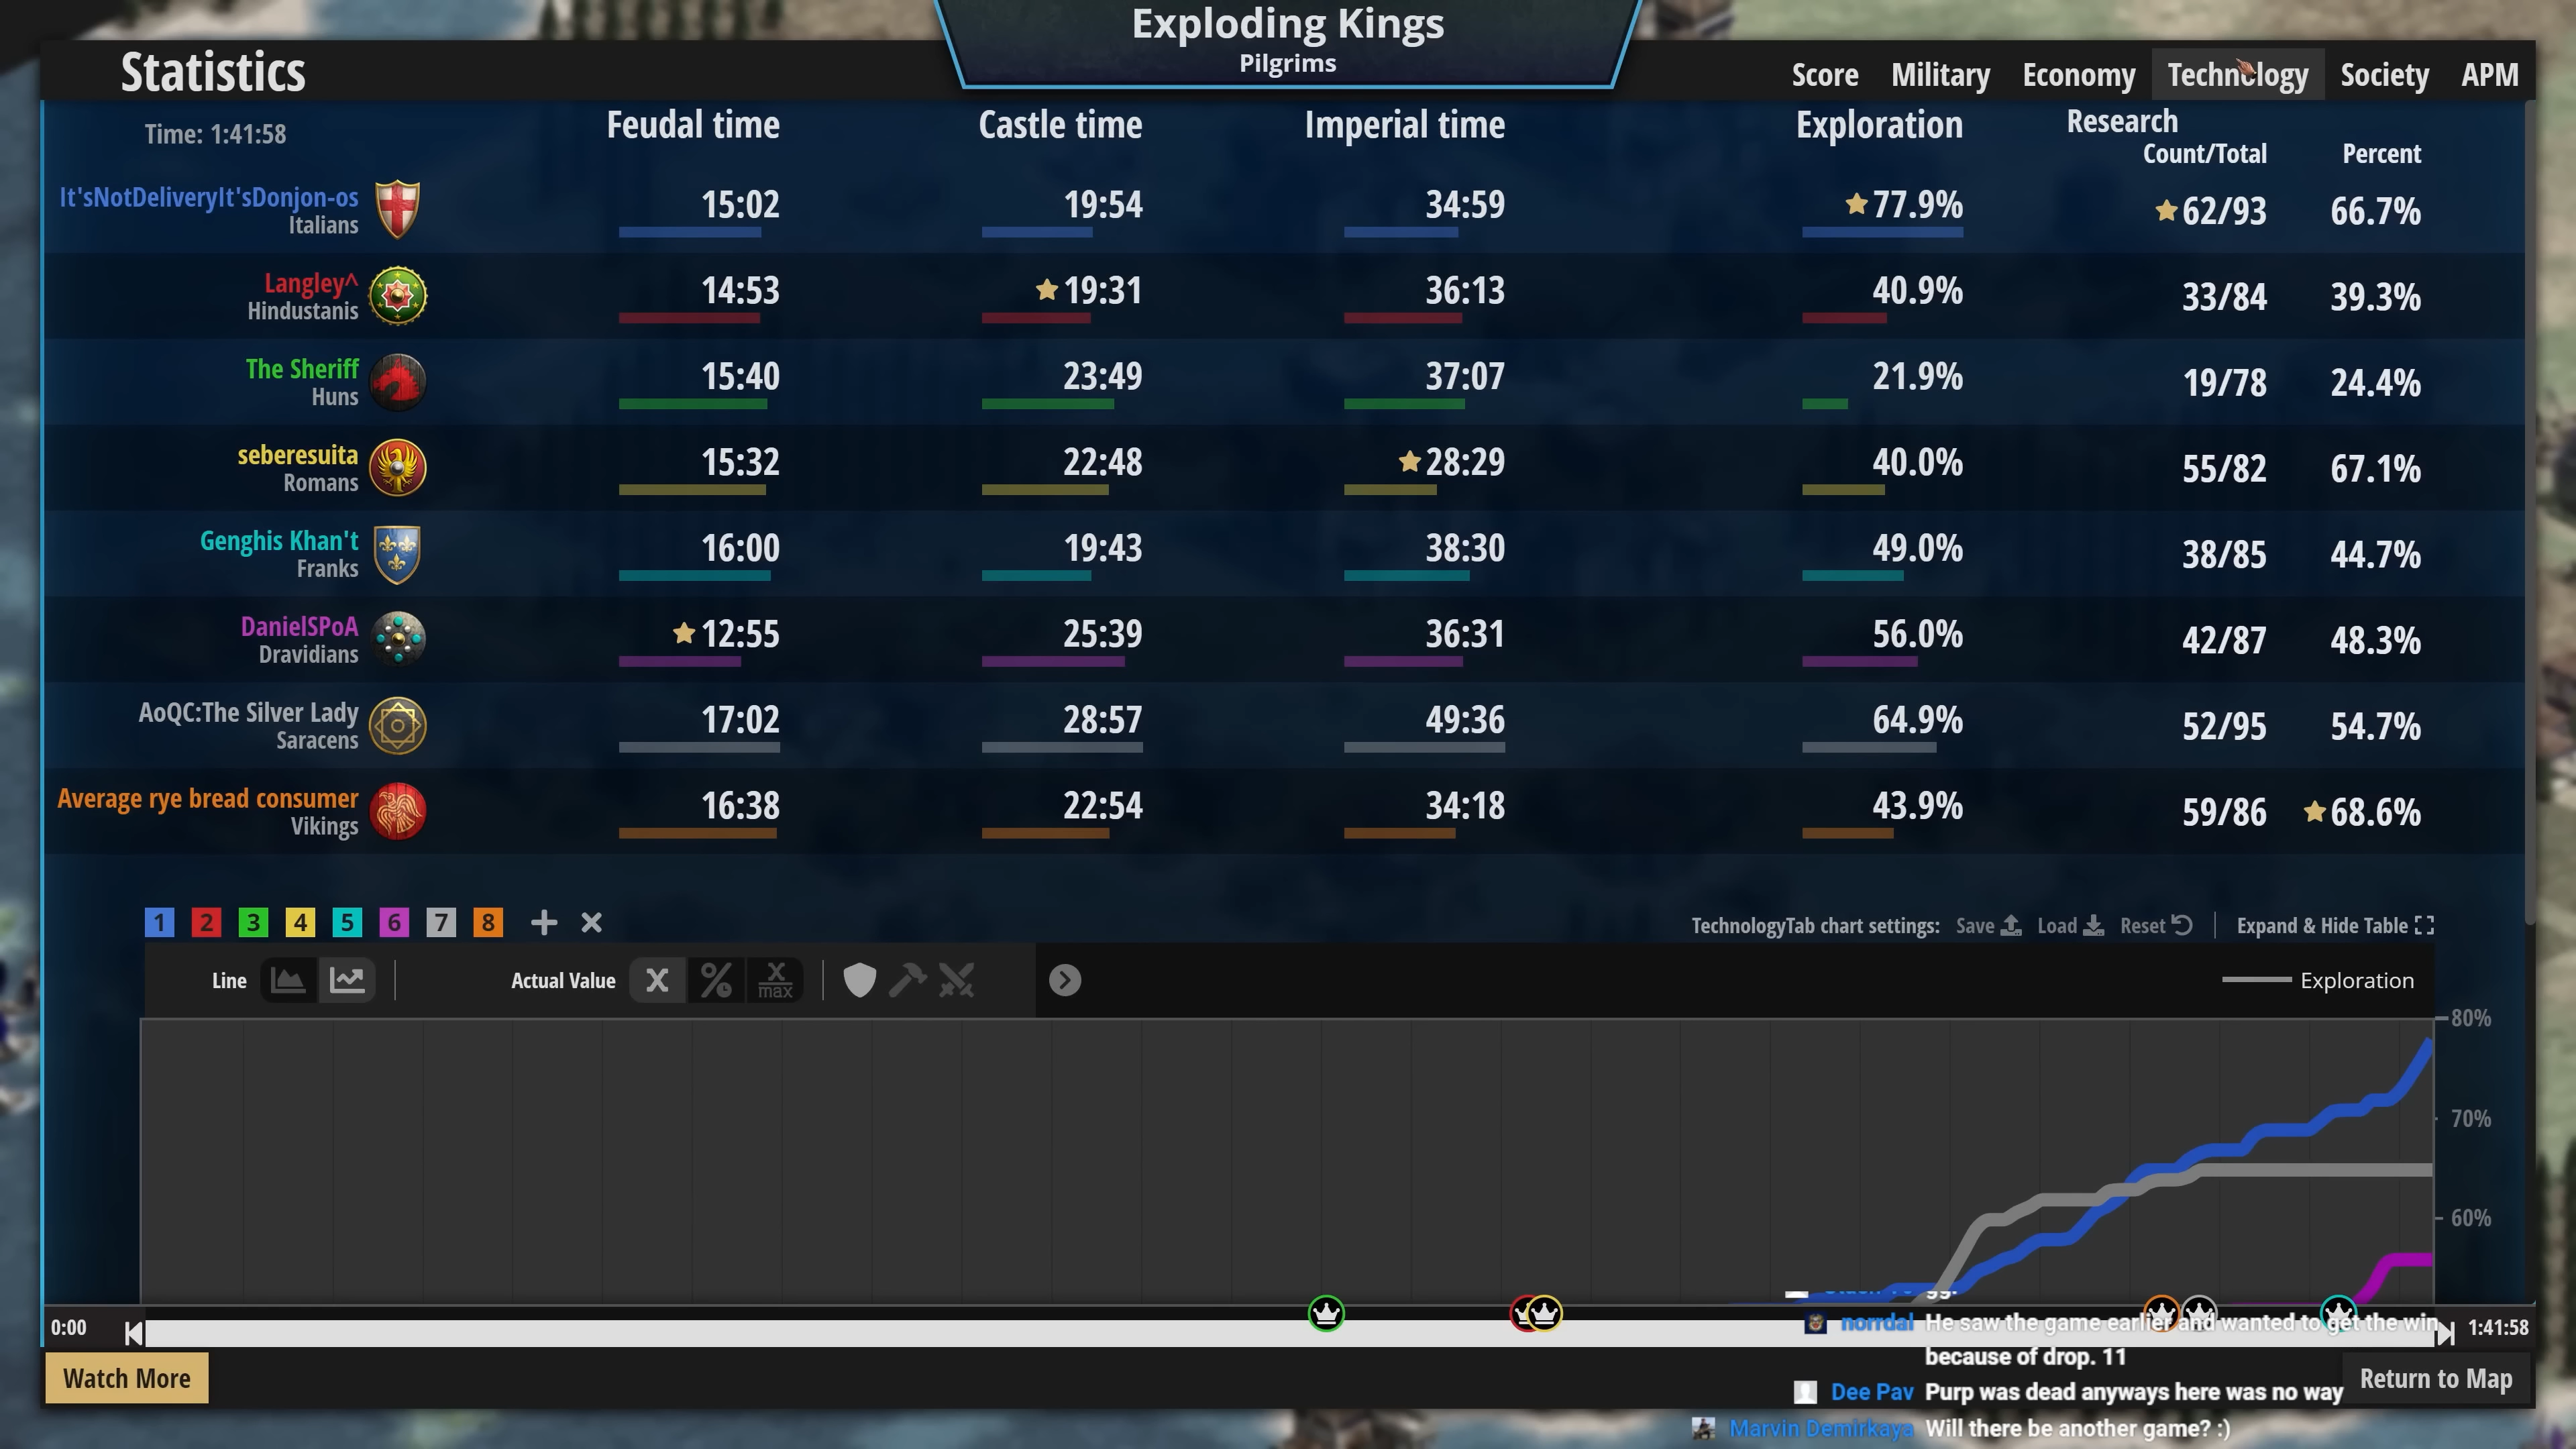 Exploding Kings
Pilgrims
Statistics
Score Military Economy Technology Society APM
Time: 1:41:58
Feudal time Castle time Imperial time Exploration Research
Count/Total Percent
It'sNotDeliveryIt'sDonjon-os
Italians
15:02 19:54 34:59 77.9% 62/93 66.7%
Langley^
Hindustanis
14:53 19:31 36:13 40.9% 33/84 39.3%
The Sheriff
Huns
15:40 23:49 37:07 21.9% 19/78 24.4%
seberesuita
Romans
15:32 22:48 28:29 40.0% 55/82 67.1%
Genghis Khan't
Franks
16:00 19:43 38:30 49.0% 38/85 44.7%
DanielSPoA
Dravidians
12:55 25:39 36:31 56.0% 42/87 48.3%
AoQC:The Silver Lady
Saracens
17:02 28:57 49:36 64.9% 52/95 54.7%
Average rye bread consumer
Vikings
16:38 22:54 34:18 43.9% 59/86 68.6%
1 2 3 4 5 6 7 8
TechnologyTab chart settings: Save Load Reset Expand & Hide Table
Line Actual Value X % X max
Exploration
80%
70%
60%
gg.
0:00 1:41:58
norrdal He saw the game earlier and wanted to get the win
because of drop. 11
Watch More
Return to Map
Dee Pav Purp was dead anyways here was no way
Marvin Demirkaya Will there be another game? :)